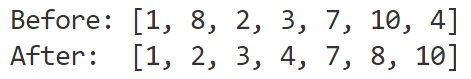 Before: [1, 8, 2, 3, 7, 10, 4]
After:  [1, 2, 3, 4, 7, 8, 10]